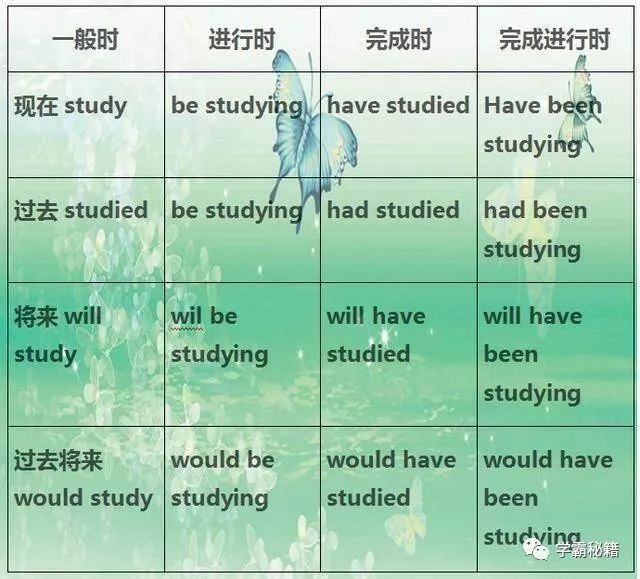 一般时 进行时 完成时 完成进行时
现在 study be studying have studied Have been
studying
过去 studied be studying had studied had been
studying
将来 will wil be will have will have
study studying studied been
studying
过去将来 would be would have would have
would study studying studied been
studying
学霸秘籍